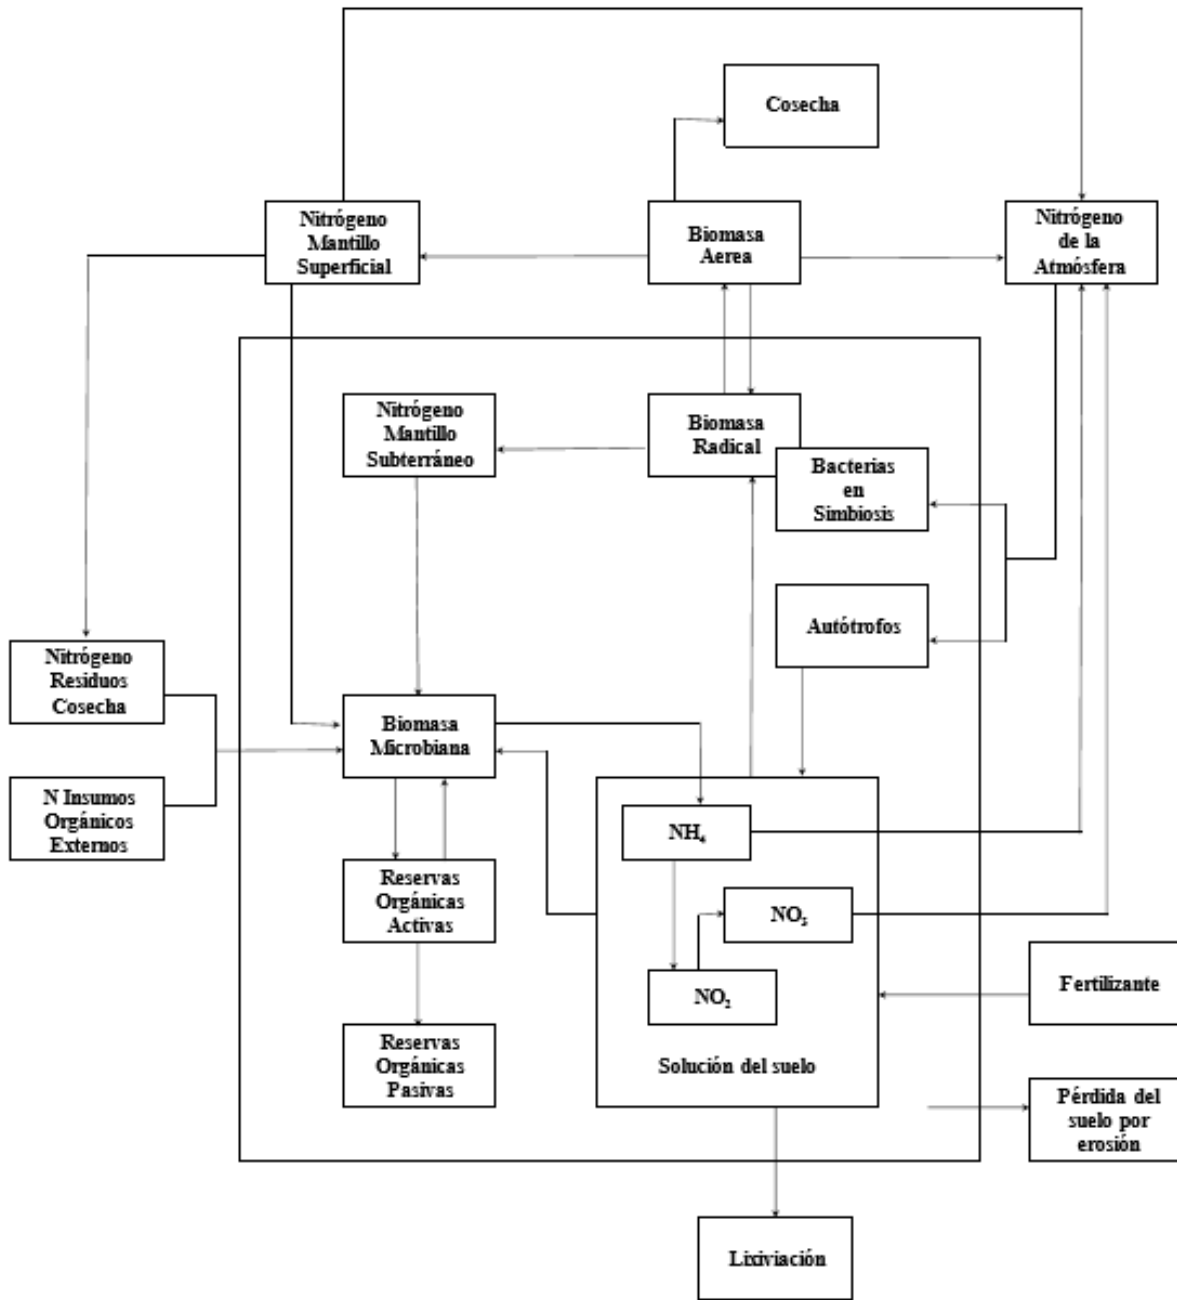 Cosecha
Nitrógeno
Mantillo
Superficial
Biomasa
Aerea
Nitrógeno
de la
Atmósfera
Nitrógeno
Mantillo
Subterráneo
Biomasa
Radical
Bacterias
en
Simbiosis
Autótrofos
Nitrógeno
Residuos
Cosecha
Biomasa
Microbiana
N Insumos
Orgánicos
Externos
NH₄
Reservas
Orgánicas
Activas
NO₃
Fertilizante
NO₂
Reservas
Orgánicas
Pasivas
Solución del suelo
Pérdida del
suelo por
erosión
Lixiviación